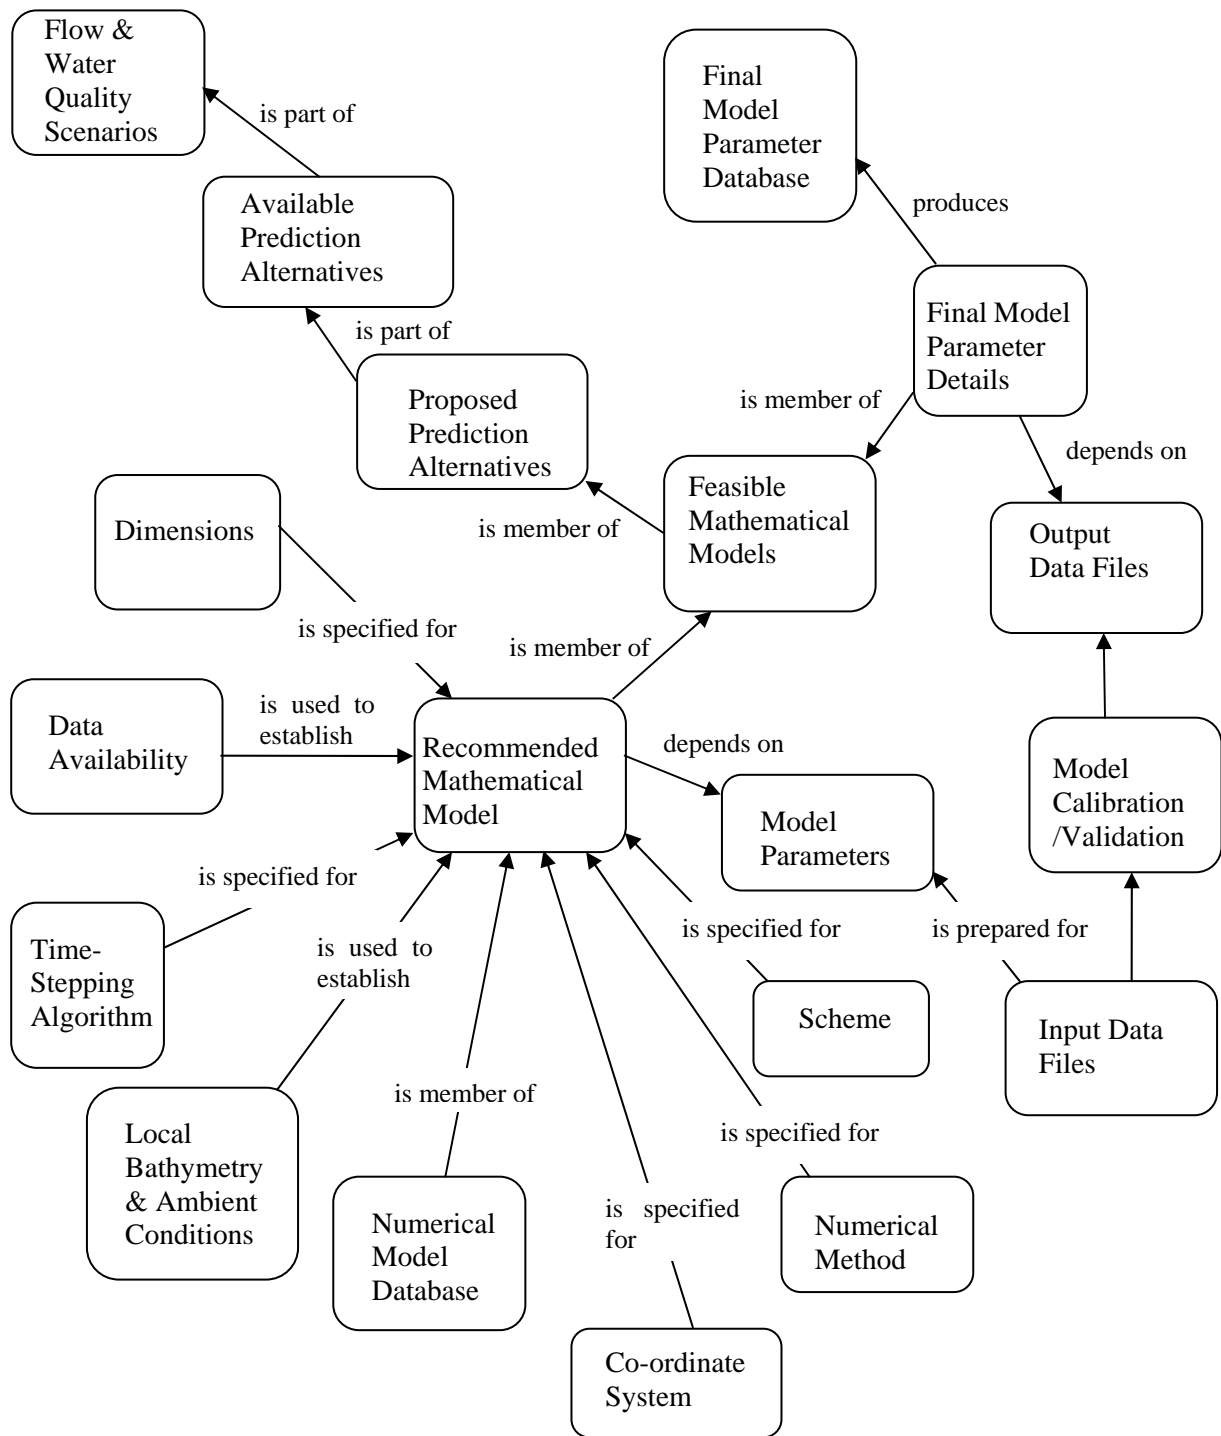 Flow &
Water
Quality
Scenarios
is part of
Final
Model
Parameter
Database
produces
Available
Prediction
Alternatives
is part of
Final Model
Parameter
Details
is member of
depends on
Proposed
Prediction
Alternatives
is member of
Feasible
Mathematical
Models
Output
Data Files
Dimensions
is specified for
is member of
Data
Availability
is used to
establish
Recommended
Mathematical
Model
depends on
Model
Parameters
Model
Calibration
/Validation
is specified for
Time-
Stepping
Algorithm
is used to
establish
is specified for
is prepared for
Scheme
Input Data
Files
Local
Bathymetry
& Ambient
Conditions
is member of
is specified for
Numerical
Model
Database
is specified
for
Numerical
Method
Co-ordinate
System